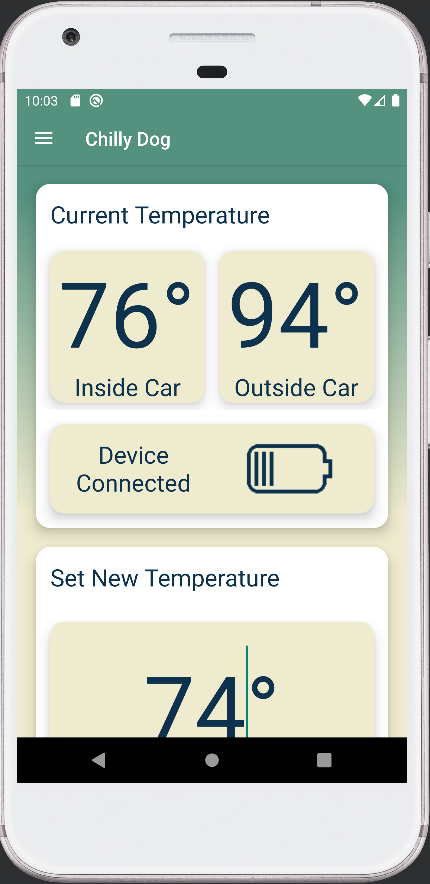 10:03
Chilly Dog
Current Temperature
76° 94°
Inside Car Outside Car
Device
Connected
Set New Temperature
74°